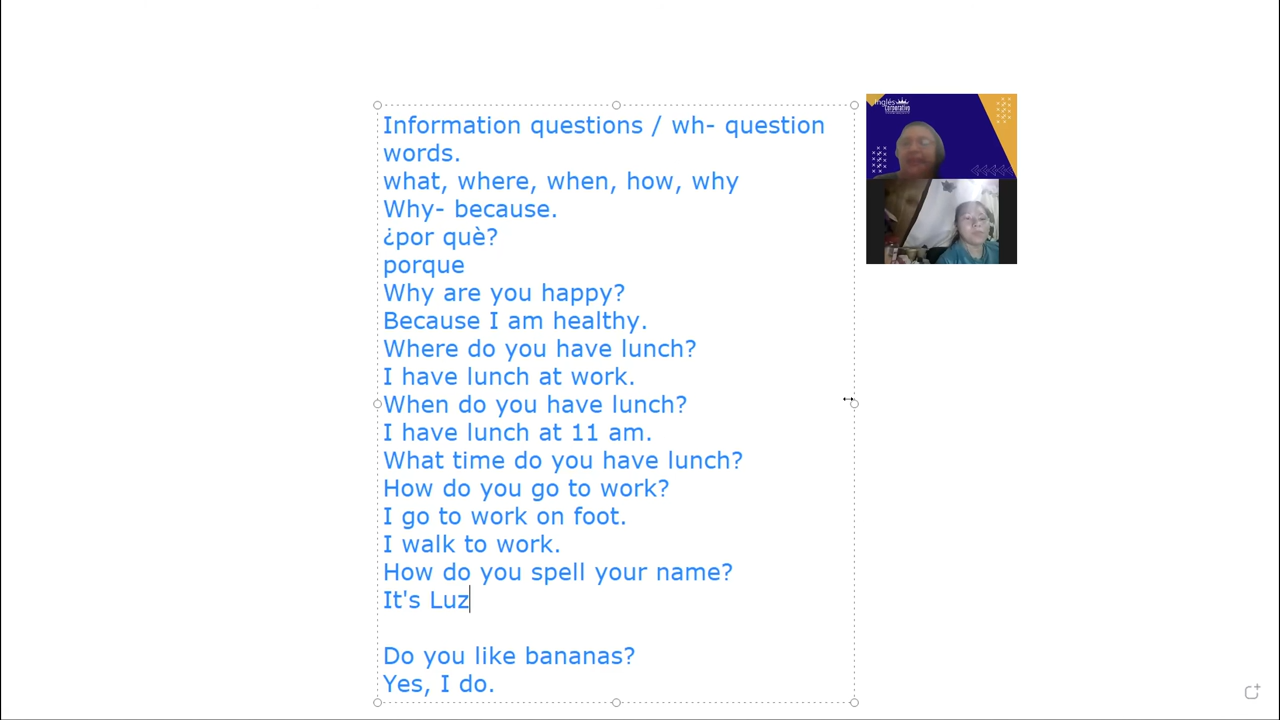 Information questions / wh- question
words.
what, where, when, how, why
Why- because.
¿por què?
porque
Why are you happy?
Because I am healthy.
Where do you have lunch?
I have lunch at work.
When do you have lunch?
I have lunch at 11 am.
What time do you have lunch?
How do you go to work?
I go to work on foot.
I walk to work.
How do you spell your name?
It's Luz
Do you like bananas?
Yes, I do.
Inglés
Corporativo